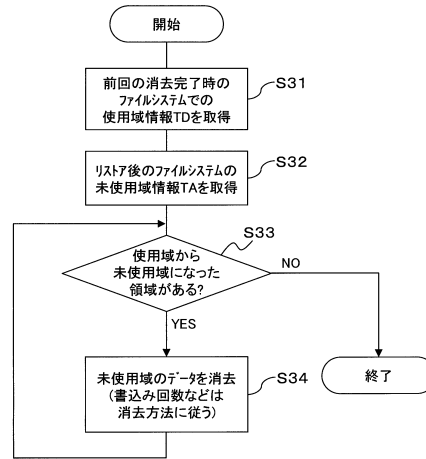 開始
前回の消去完了時の
ﾌｧｲﾙｼｽﾃﾑでの
使用域情報TDを取得
S31
ﾘｽﾄｱ後のﾌｧｲﾙｼｽﾃﾑの
未使用域情報TAを取得
S32
使用域から
未使用域になった
領域がある?
S33
NO
YES
未使用域のﾃﾞｰﾀを消去
(書込み回数などは
消去方法に従う)
S34
終了